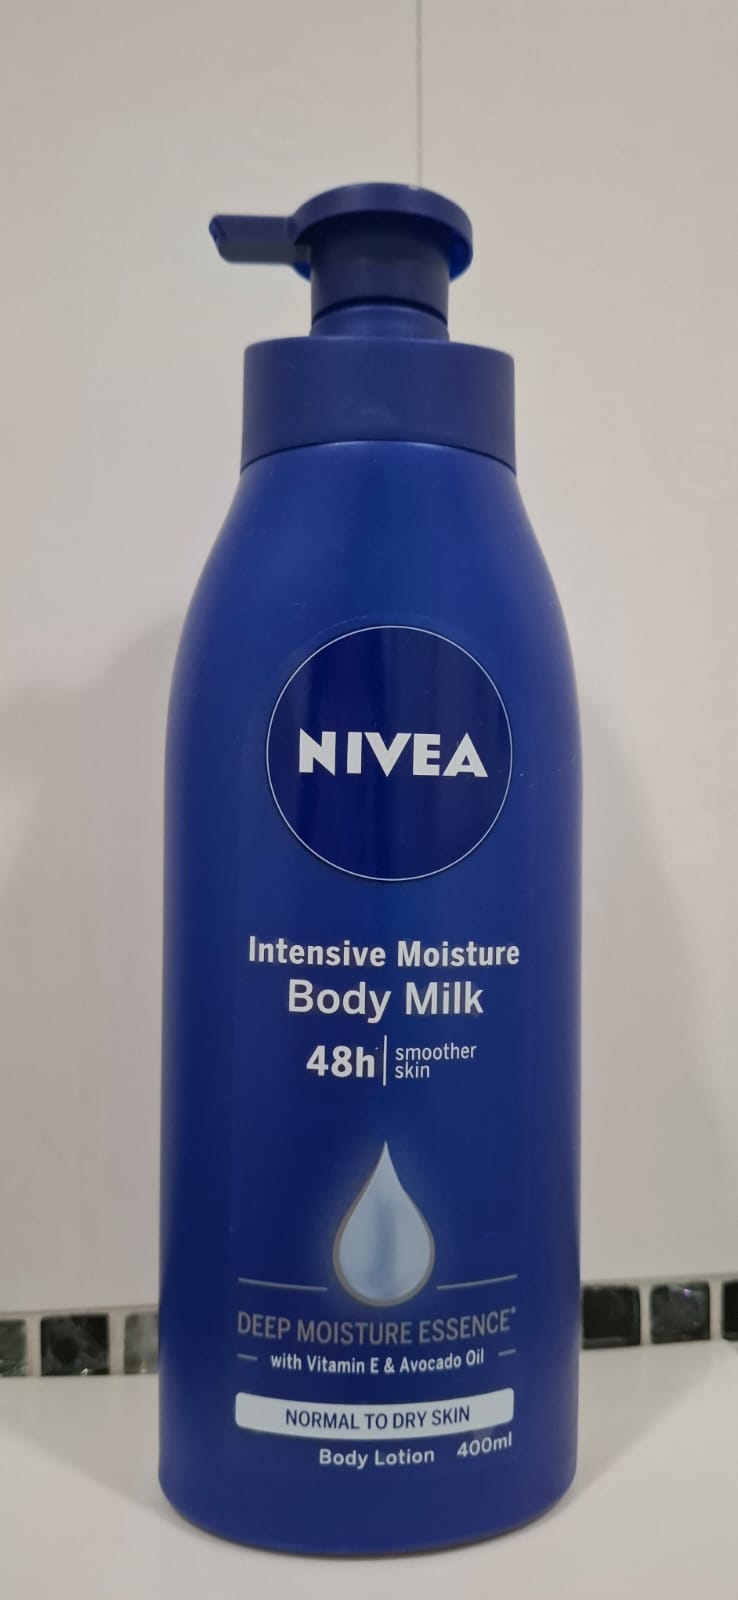 NIVEA
Intensive Moisture
Body Milk
48h smoother
skin
DEEP MOISTURE ESSENCE*
with Vitamin E & Avocado Oil
NORMAL TO DRY SKIN
Body Lotion 400ml